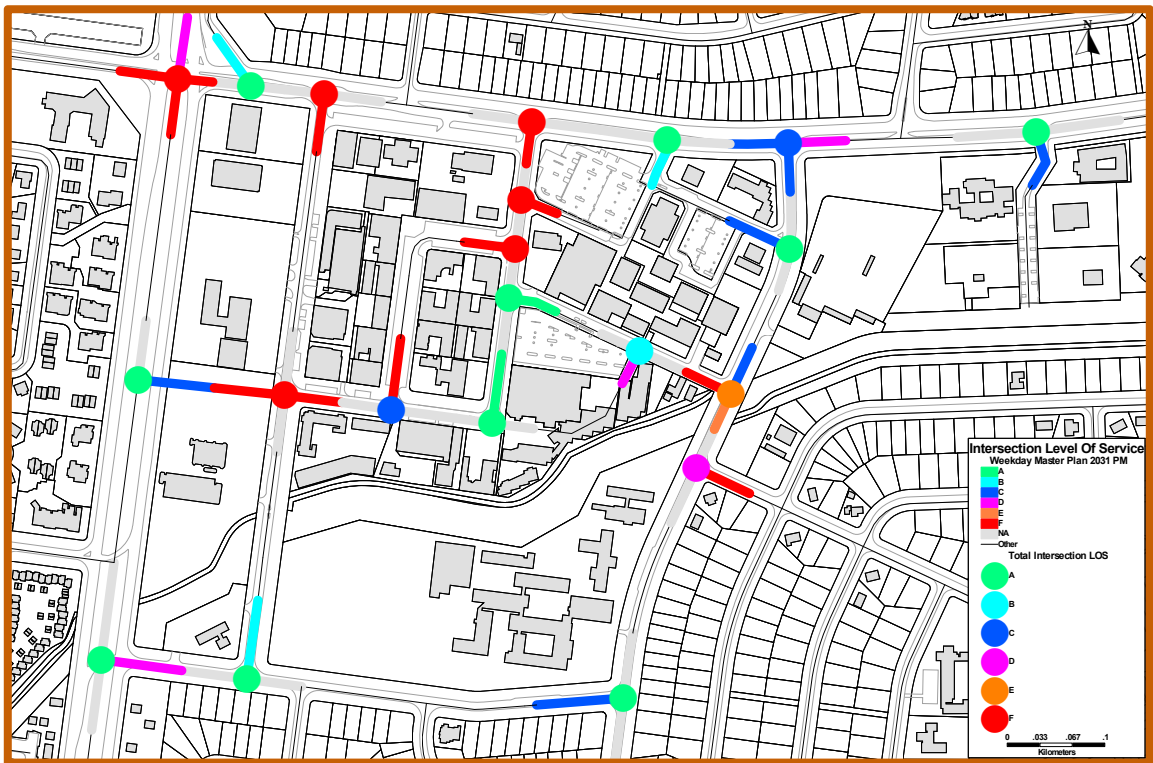 N
Intersection Level Of Service
Weekday Master Plan 2031 PM
A
B
C
D
E
F
NA
Other
Total Intersection LOS
A
B
C
D
E
F
0 .033 .067 .1
Kilometers